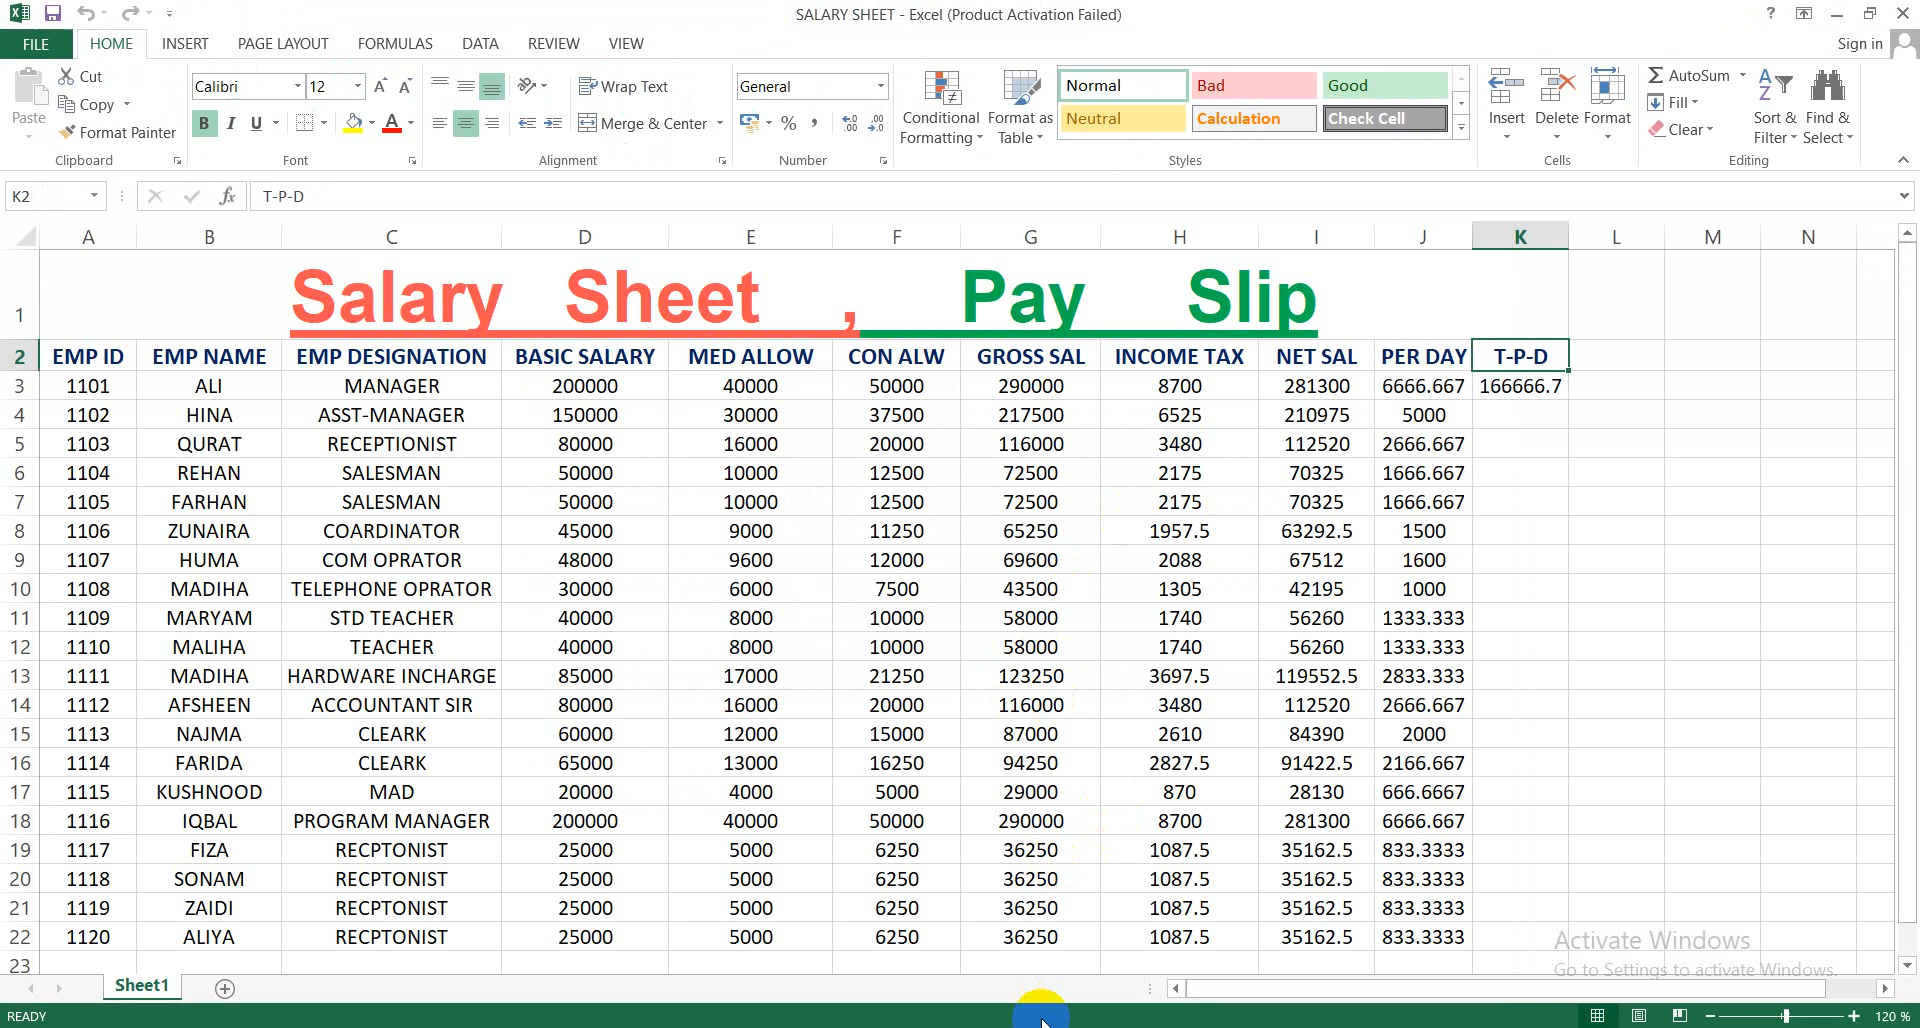 SALARY SHEET - Excel (Product Activation Failed)
?
FILE HOME INSERT PAGE LAYOUT FORMULAS DATA REVIEW VIEW Sign in
Paste Cut Copy Format Painter Clipboard
Calibri 12 A A B I U A Font
Wrap Text Merge & Center Alignment
General % , .00 Number
Conditional Formatting Format as Table
Normal Bad Good
Neutral Calculation Check Cell
Styles
Insert Delete Format Cells
AutoSum Fill Clear Sort & Filter Find & Select Editing
K2 fx T-P-D
A B C D E F G H I J K L M N
1 Salary Sheet , Pay Slip
2 EMP ID EMP NAME EMP DESIGNATION BASIC SALARY MED ALLOW CON ALW GROSS SAL INCOME TAX NET SAL PER DAY T-P-D
3 1101 ALI MANAGER 200000 40000 50000 290000 8700 281300 6666.667 166666.7
4 1102 HINA ASST-MANAGER 150000 30000 37500 217500 6525 210975 5000
5 1103 QURAT RECEPTIONIST 80000 16000 20000 116000 3480 112520 2666.667
6 1104 REHAN SALESMAN 50000 10000 12500 72500 2175 70325 1666.667
7 1105 FARHAN SALESMAN 50000 10000 12500 72500 2175 70325 1666.667
8 1106 ZUNAIRA COARDINATOR 45000 9000 11250 65250 1957.5 63292.5 1500
9 1107 HUMA COM OPRATOR 48000 9600 12000 69600 2088 67512 1600
10 1108 MADIHA TELEPHONE OPRATOR 30000 6000 7500 43500 1305 42195 1000
11 1109 MARYAM STD TEACHER 40000 8000 10000 58000 1740 56260 1333.333
12 1110 MALIHA TEACHER 40000 8000 10000 58000 1740 56260 1333.333
13 1111 MADIHA HARDWARE INCHARGE 85000 17000 21250 123250 3697.5 119552.5 2833.333
14 1112 AFSHEEN ACCOUNTANT SIR 80000 16000 20000 116000 3480 112520 2666.667
15 1113 NAJMA CLEARK 60000 12000 15000 87000 2610 84390 2000
16 1114 FARIDA CLEARK 65000 13000 16250 94250 2827.5 91422.5 2166.667
17 1115 KUSHNOOD MAD 20000 4000 5000 29000 870 28130 666.6667
18 1116 IQBAL PROGRAM MANAGER 200000 40000 50000 290000 8700 281300 6666.667
19 1117 FIZA RECPTONIST 25000 5000 6250 36250 1087.5 35162.5 833.3333
20 1118 SONAM RECPTONIST 25000 5000 6250 36250 1087.5 35162.5 833.3333
21 1119 ZAIDI RECPTONIST 25000 5000 6250 36250 1087.5 35162.5 833.3333
22 1120 ALIYA RECPTONIST 25000 5000 6250 36250 1087.5 35162.5 833.3333
23
Activate Windows
Go to Settings to activate Windows.
Sheet1
READY 120 %